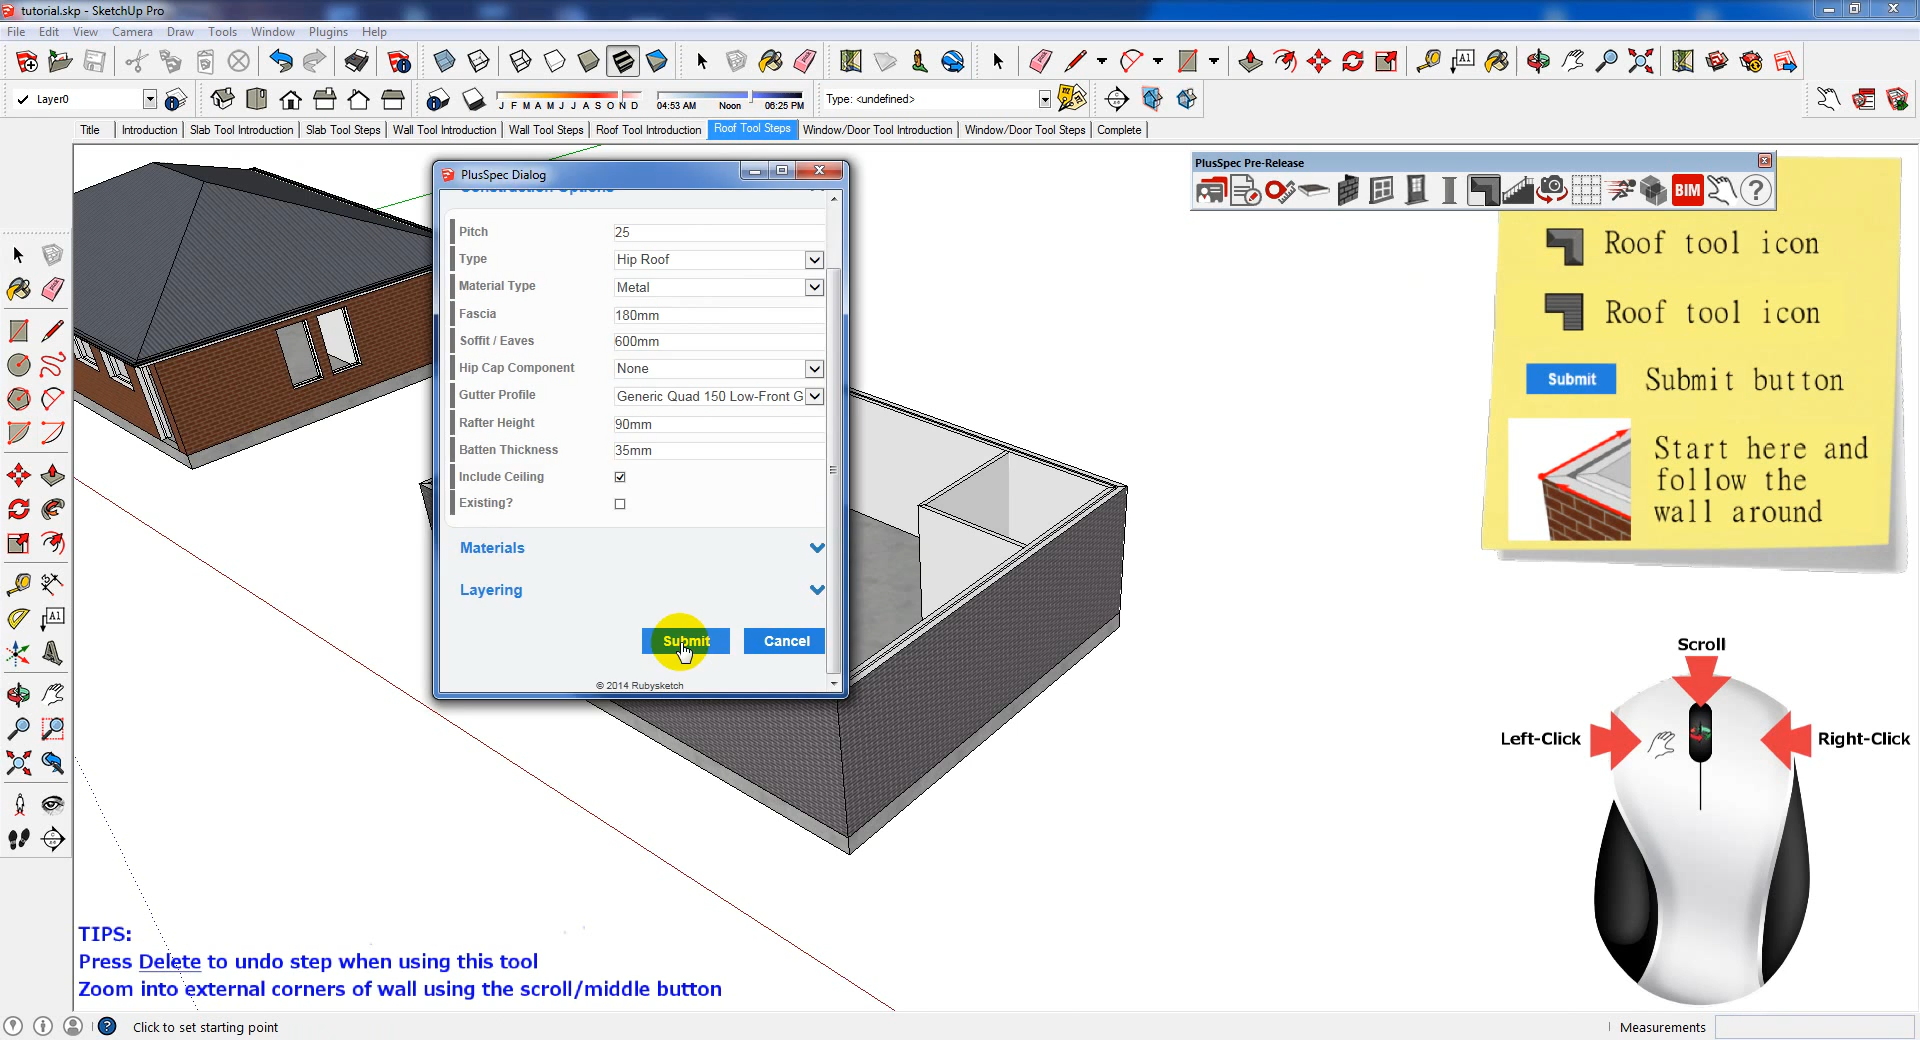 tutorial.skp - SketchUp Pro
File Edit View Camera Draw Tools Window Plugins Help
Layer0
J F M A M J J A S O N D
04:53 AM Noon 06:25 PM
Type: <undefined>
Title Introduction Slab Tool Introduction Slab Tool Steps Wall Tool Introduction Wall Tool Steps Roof Tool Introduction Roof Tool Steps Window/Door Tool Introduction Window/Door Tool Steps Complete
PlusSpec Dialog
Construction Options
Pitch 25
Type Hip Roof
Material Type Metal
Fascia 180mm
Soffit / Eaves 600mm
Hip Cap Component None
Gutter Profile Generic Quad 150 Low-Front G
Rafter Height 90mm
Batten Thickness 35mm
Include Ceiling
Existing?
Materials
Layering
Submit Cancel
© 2014 Rubysketch
PlusSpec Pre-Release
BIM
?
Roof tool icon
Roof tool icon
Submit Submit button
Start here and
follow the
wall around
Scroll
Left-Click
Right-Click
A1
A1
TIPS:
Press Delete to undo step when using this tool
Zoom into external corners of wall using the scroll/middle button
Click to set starting point
Measurements